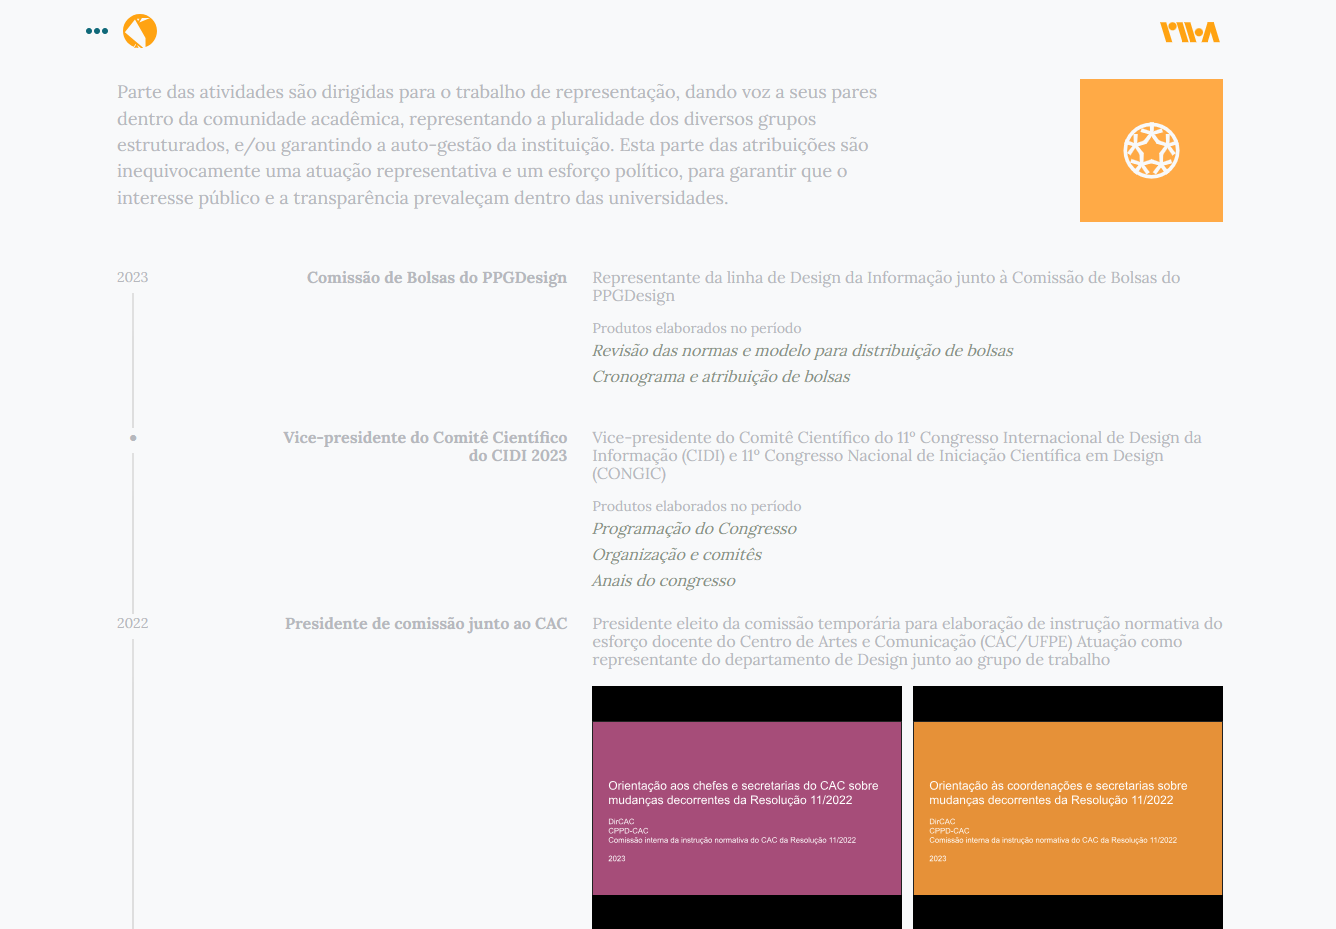 Parte das atividades são dirigidas para o trabalho de representação, dando voz a seus pares
dentro da comunidade acadêmica, representando a pluralidade dos diversos grupos
estruturados, e/ou garantindo a auto-gestão da instituição. Esta parte das atribuições são
inequivocamente uma atuação representativa e um esforço político, para garantir que o
interesse público e a transparência prevaleçam dentro das universidades.
2023
Comissão de Bolsas do PPGDesign
Representante da linha de Design da Informação junto à Comissão de Bolsas do
PPGDesign
Produtos elaborados no período
Revisão das normas e modelo para distribuição de bolsas
Cronograma e atribuição de bolsas
Vice-presidente do Comitê Científico
do CIDI 2023
Vice-presidente do Comitê Científico do 11º Congresso Internacional de Design da
Informação (CIDI) e 11º Congresso Nacional de Iniciação Científica em Design
(CONGIC)
Produtos elaborados no período
Programação do Congresso
Organização e comitês
Anais do congresso
2022
Presidente de comissão junto ao CAC
Presidente eleito da comissão temporária para elaboração de instrução normativa do
esforço docente do Centro de Artes e Comunicação (CAC/UFPE) Atuação como
representante do departamento de Design junto ao grupo de trabalho
Orientação aos chefes e secretarias do CAC sobre
mudanças decorrentes da Resolução 11/2022
DirCAC
CPPD-CAC
Comissão interna da instrução normativa do CAC da Resolução 11/2022
2023
Orientação às coordenações e secretarias sobre
mudanças decorrentes da Resolução 11/2022
DirCAC
CPPD-CAC
Comissão interna da instrução normativa do CAC da Resolução 11/2022
2023